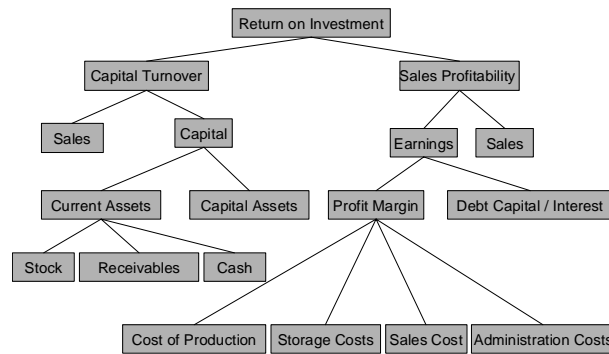 Return on Investment
Capital Turnover
Sales Profitability
Sales
Capital
Earnings
Sales
Current Assets
Capital Assets
Profit Margin
Debt Capital / Interest
Stock
Receivables
Cash
Cost of Production
Storage Costs
Sales Cost
Administration Costs